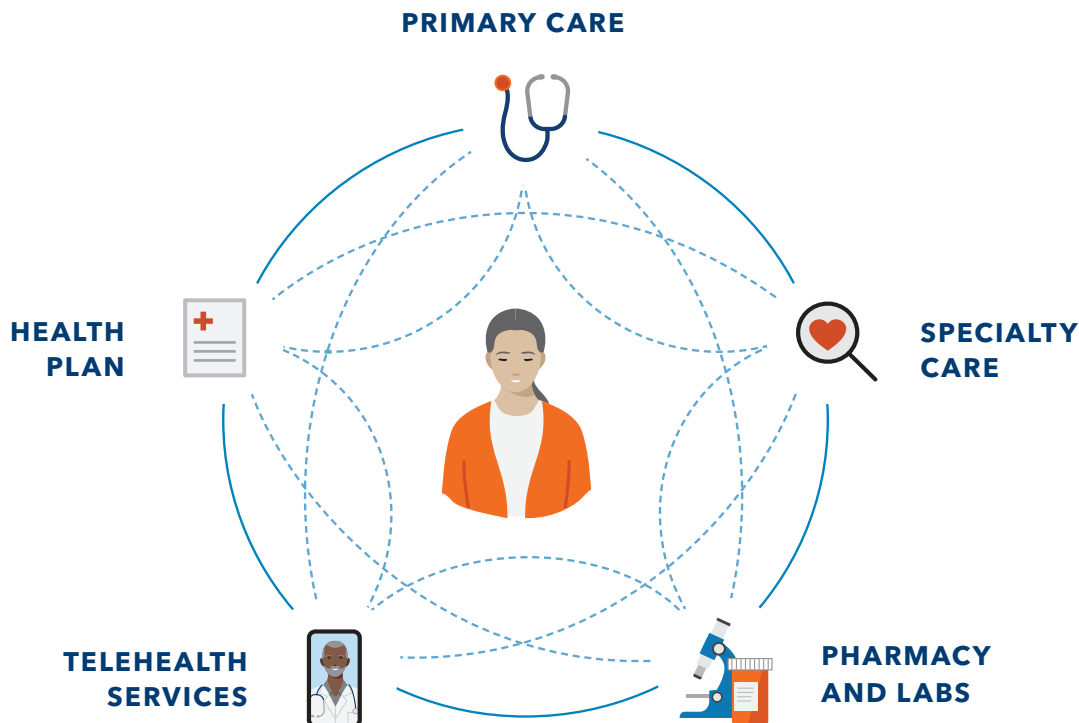 PRIMARY CARE
HEALTH
PLAN
SPECIALTY
CARE
TELEHEALTH
SERVICES
PHARMACY
AND LABS